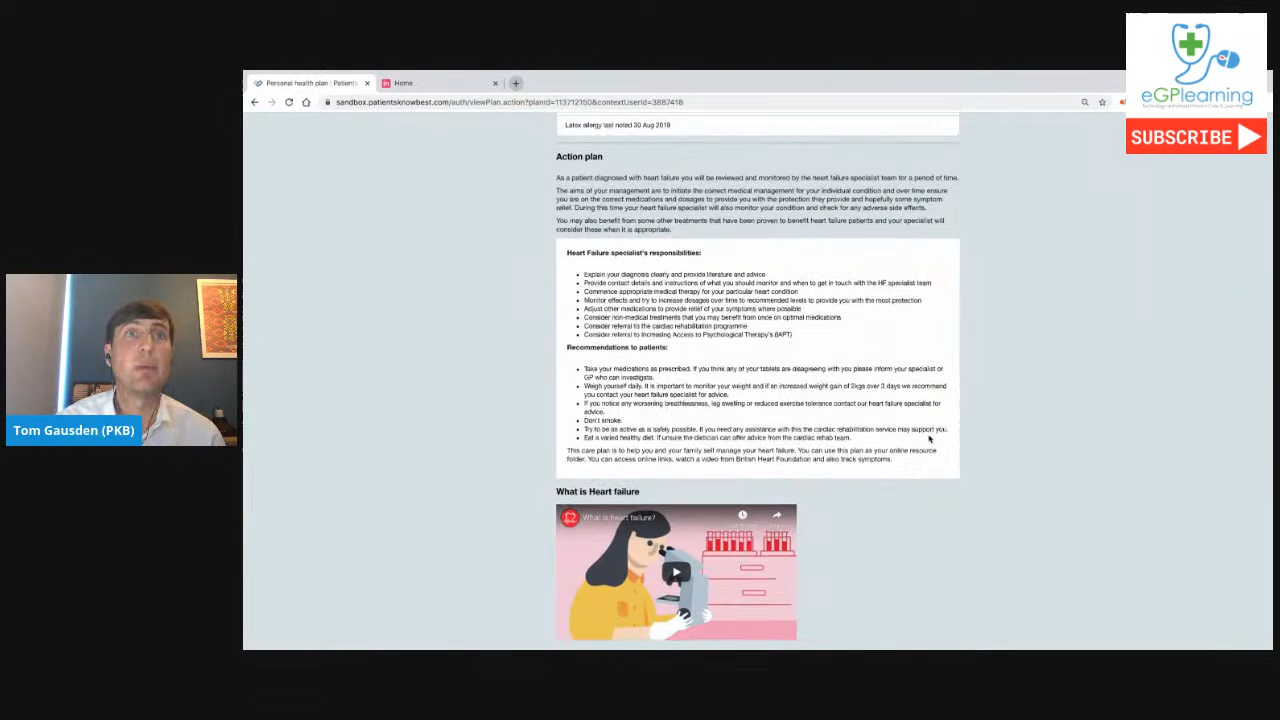 eGPlearning
SUBSCRIBE
Personal health plan : Patients
Home
sandbox.patientsknowbest.com/auth/viewPlan.action?planId=113712150&contextUserId=3887418
Latex allergy last noted 30 Aug 2019
Action plan
As a patient diagnosed with heart failure you will be reviewed and monitored by the heart failure specialist team for a period of time.
The aims of your management are to initiate the correct medical management for your individual condition and over time ensure
you are on the correct medications and dosages to provide you with the protection they provide and hopefully some symptom
relief. During this time your heart failure specialist will also monitor your condition and check for any adverse side effects.
You may also benefit from some other treatments that have been proven to benefit heart failure patients and your specialist will
consider these when it is appropriate.
Heart Failure specialist's responsibilities:
Explain your diagnosis clearly and provide literature and advice
Provide contact details and instructions of what you should monitor and when to get in touch with the HF specialist team
Commence appropriate medical therapy for your particular heart condition
Monitor effects and try to increase dosages over time to recommended levels to provide you with the most protection
Adjust other medications to provide relief of your symptoms where possible
Consider non-medical treatments that you may benefit from once on optimal medications
Consider referral to the cardiac rehabilitation programme
Consider referral to Increasing Access to Psychological Therapy's (IAPT)
Recommendations to patients:
Take your medications as prescribed. If you think any of your tablets are disagreeing with you please inform your specialist or
GP who can investigate.
Weigh yourself daily. It is important to monitor your weight and if an increased weight gain of 2kgs over 3 days we recommend
you contact your heart failure specialist for advice.
If you notice any worsening breathlessness, leg swelling or reduced exercise tolerance contact our heart failure specialist for
advice.
Don't smoke.
Try to be as active as is safely possible. If you need any assistance with this the cardiac rehabilitation service may support you.
Eat a varied healthy diet. If unsure the dietician can offer advice from the cardiac rehab team.
This care plan is to help you and your family self manage your heart failure. You can use this plan as your online resource
folder. You can access online links, watch a video from British Heart Foundation and also track symptoms.
What is Heart failure
What is heart failure?
Tom Gausden (PKB)